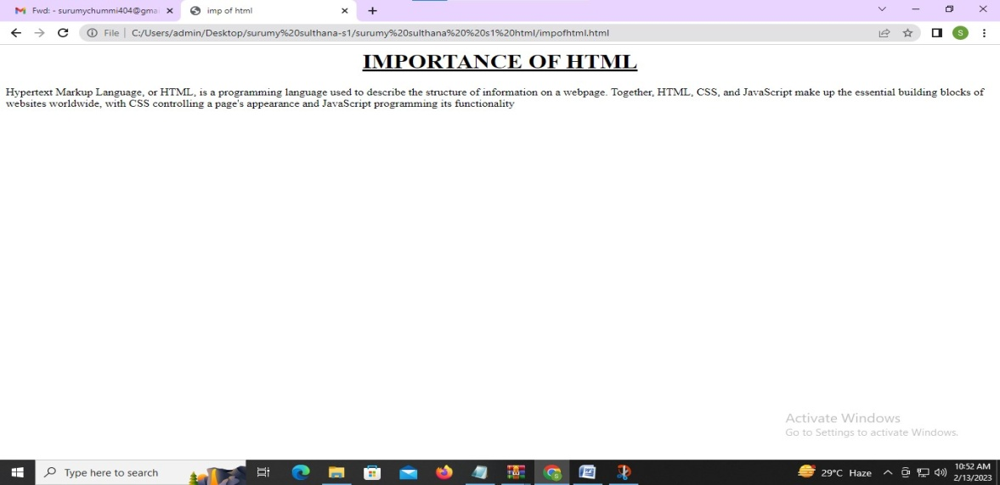 Fwd: - surumychummi404@gma
imp of html
File | C:/Users/admin/Desktop/surumy%20sulthana-s1/surumy%20sulthana%20%20s1%20html/impofhtml.html
S
IMPORTANCE OF HTML
Hypertext Markup Language, or HTML, is a programming language used to describe the structure of information on a webpage. Together, HTML, CSS, and JavaScript make up the essential building blocks of
websites worldwide, with CSS controlling a page's appearance and JavaScript programming its functionality
Activate Windows
Go to Settings to activate Windows.
Type here to search
29°C Haze
10:52 AM
2/13/2023